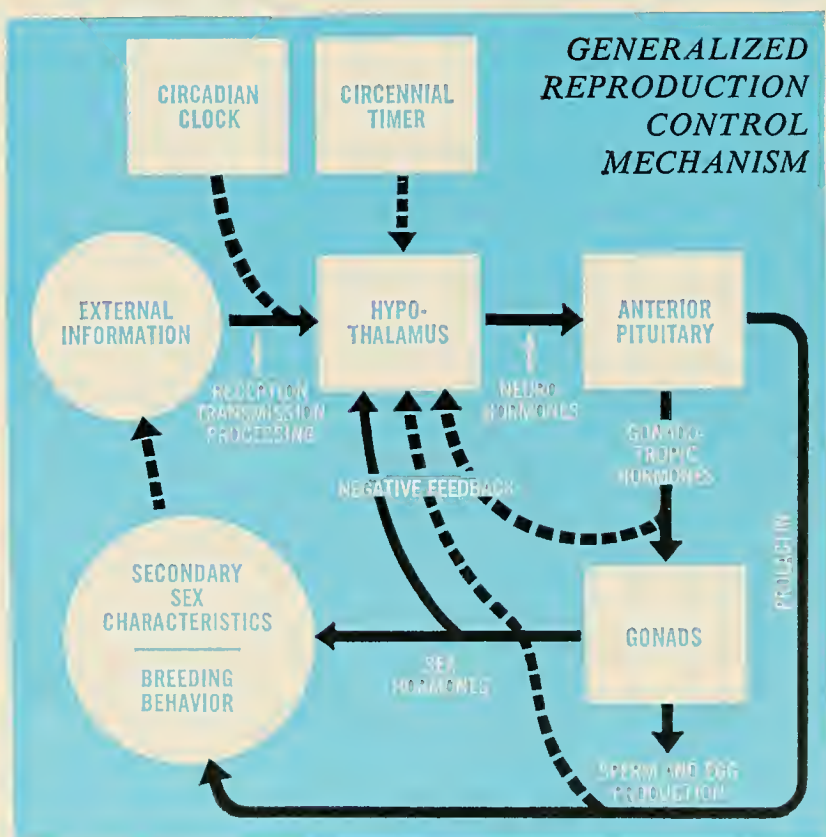 GENERALIZED
REPRODUCTION
CONTROL
MECHANISM
CIRCADIAN
CLOCK
CIRCENNIAL
TIMER
EXTERNAL
INFORMATION
HYPO-
THALAMUS
ANTERIOR
PITUITARY
RECEPTION
TRANSMISSION
PROCESSING
NEURO
HORMONES
GONADO-
TROPIC
HORMONES
NEGATIVE FEEDBACK
PROLACTIN
SECONDARY
SEX
CHARACTERISTICS
BREEDING
BEHAVIOR
GONADS
SEX
HORMONES
SPERM AND EGG
PRODUCTION